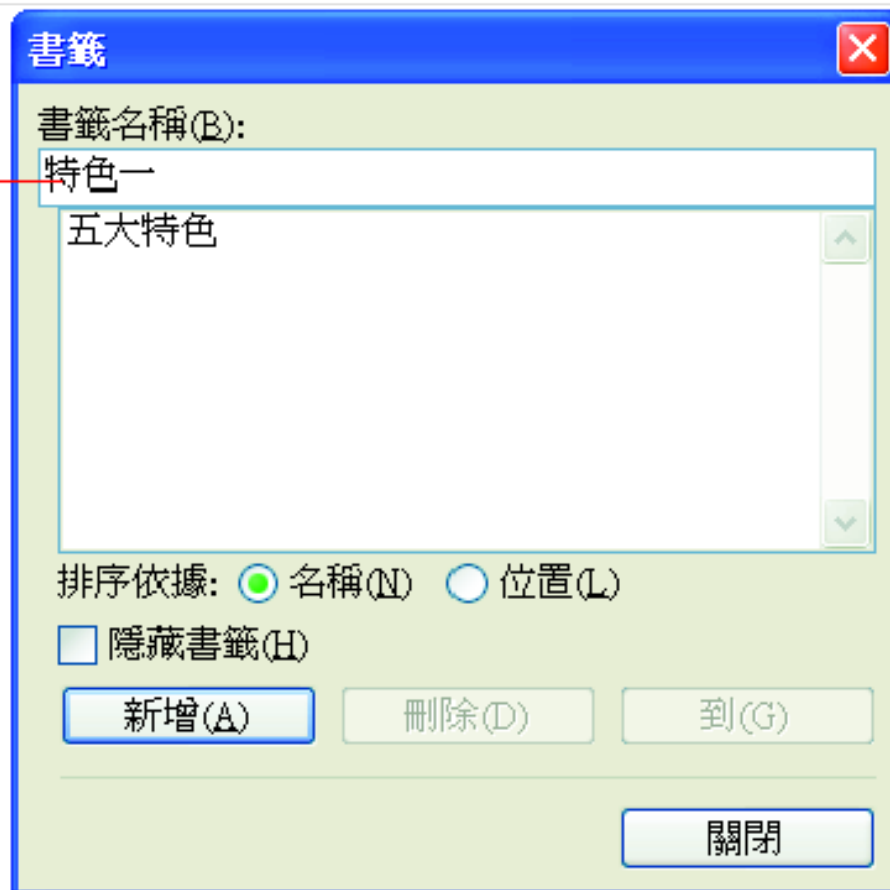 書籤
書籤名稱(B):
特色一
五大特色
排序依據: 名稱(N) 位置(L)
隱藏書籤(H)
新增(A) 刪除(D) 到(G)
關閉